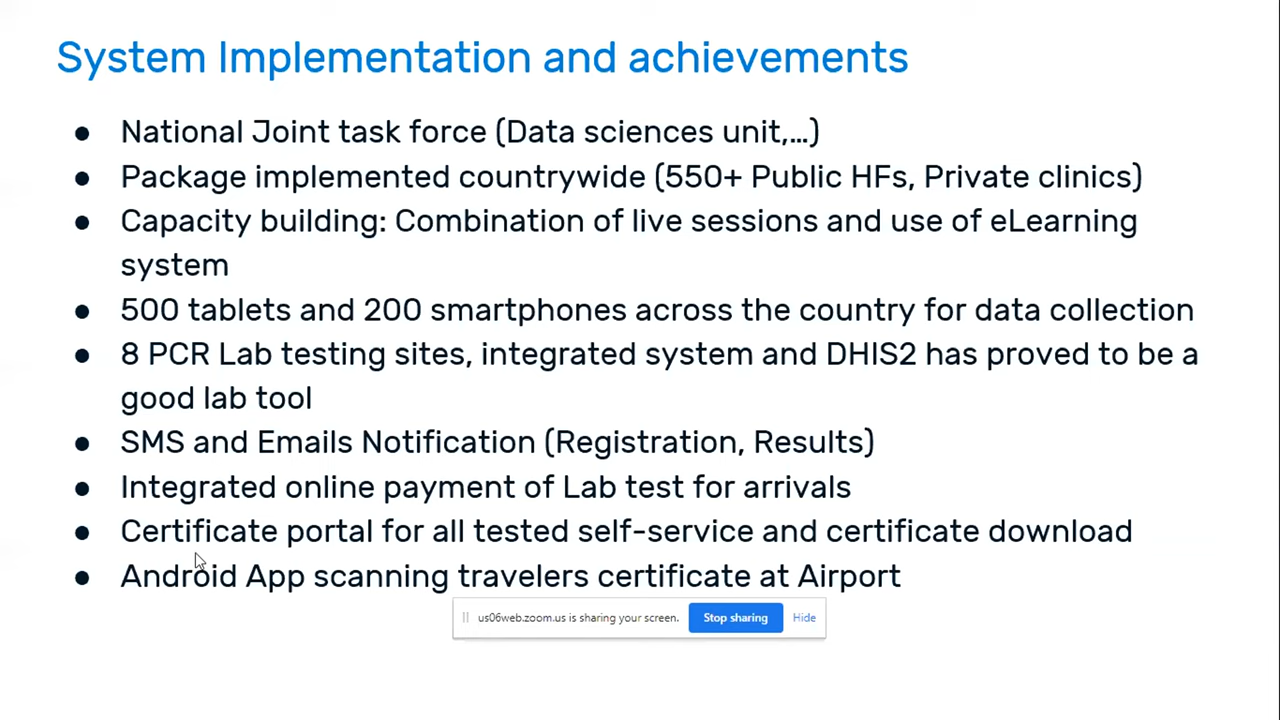 System Implementation and achievements
● National Joint task force (Data sciences unit,...)
● Package implemented countrywide (550+ Public HFs, Private clinics)
● Capacity building: Combination of live sessions and use of eLearning
system
● 500 tablets and 200 smartphones across the country for data collection
● 8 PCR Lab testing sites, integrated system and DHIS2 has proved to be a
good lab tool
● SMS and Emails Notification (Registration, Results)
● Integrated online payment of Lab test for arrivals
● Certificate portal for all tested self-service and certificate download
● Android App scanning travelers certificate at Airport
us06web.zoom.us is sharing your screen. Stop sharing Hide